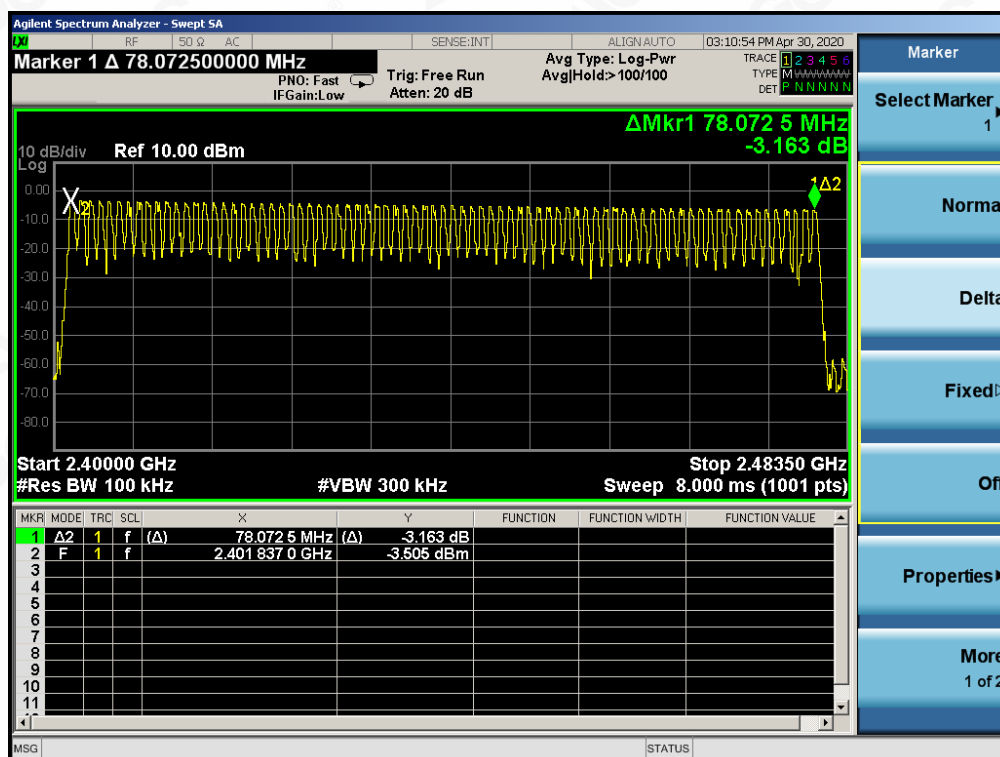 Agilent Spectrum Analyzer - Swept SA
LXI RF 50 Ω AC SENSE:INT ALIGN AUTO 03:10:54 PM Apr 30, 2020
Marker 1 Δ 78.072500000 MHz
PNO: Fast
IFGain:Low
Trig: Free Run
Atten: 20 dB
Avg Type: Log-Pwr
Avg|Hold:>100/100
TRACE 1 2 3 4 5 6
TYPE M WWWWW
DET P N N N N N
ΔMkr1 78.072 5 MHz
-3.163 dB
10 dB/div Ref 10.00 dBm
Log
0.00
-10.0
-20.0
-30.0
-40.0
-50.0
-60.0
-70.0
-80.0
2
1Δ2
Start 2.40000 GHz Stop 2.48350 GHz
#Res BW 100 kHz #VBW 300 kHz Sweep 8.000 ms (1001 pts)
MKR MODE TRC SCL X Y FUNCTION FUNCTION WIDTH FUNCTION VALUE
1 Δ2 1 f (Δ) 78.072 5 MHz (Δ) -3.163 dB
2 F 1 f 2.401 837 0 GHz -3.505 dBm
3
4
5
6
7
8
9
10
11
MSG STATUS
Marker
Select Marker
1
Norma
Delta
Fixed
Of
Properties
More
1 of 2